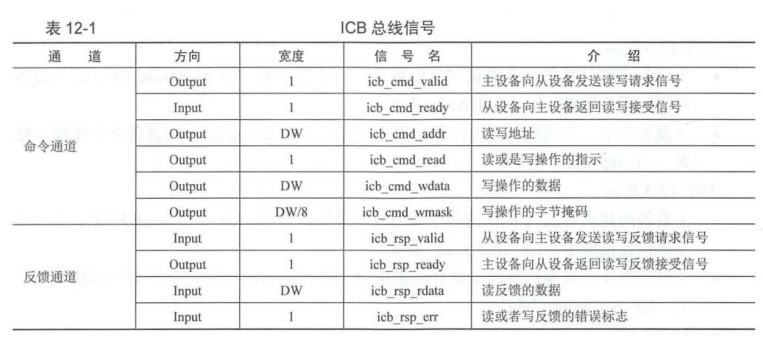 表 12-1 ICB 总线信号
通 道 方向 宽度 信 号 名 介 绍
命令通道 Output 1 icb_cmd_valid 主设备向从设备发送读写请求信号
Input 1 icb_cmd_ready 从设备向主设备返回读写接受信号
Output DW icb_cmd_addr 读写地址
Output 1 icb_cmd_read 读或是写操作的指示
Output DW icb_cmd_wdata 写操作的数据
Output DW/8 icb_cmd_wmask 写操作的字节掩码
反馈通道 Input 1 icb_rsp_valid 从设备向主设备发送读写反馈请求信号
Output 1 icb_rsp_ready 主设备向从设备返回读写反馈接受信号
Input DW icb_rsp_rdata 读反馈的数据
Input 1 icb_rsp_err 读或者写反馈的错误标志